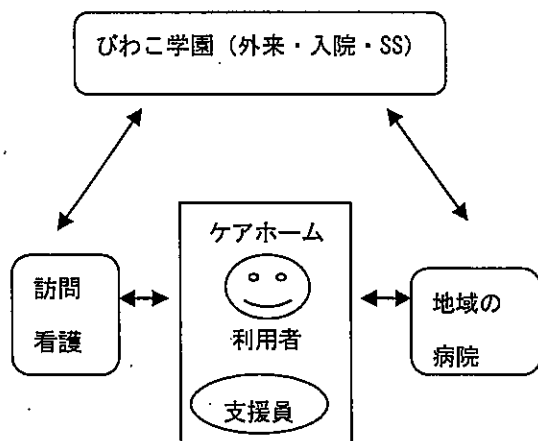 びわこ学園（外来・入院・SS）
ケアホーム
訪問
看護
利用者
地域の
病院
支援員